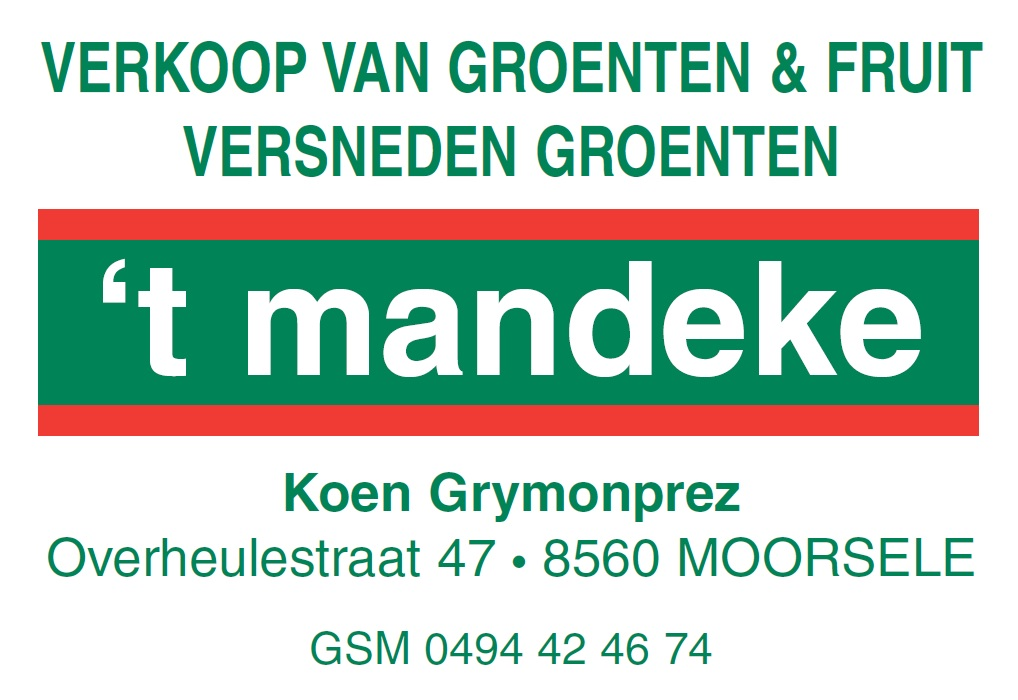 VERKOOP VAN GROENTEN & FRUIT
VERSNEDEN GROENTEN
‘t mandeke
Koen Grymonprez
Overheulestraat 47 • 8560 MOORSELE
GSM 0494 42 46 74